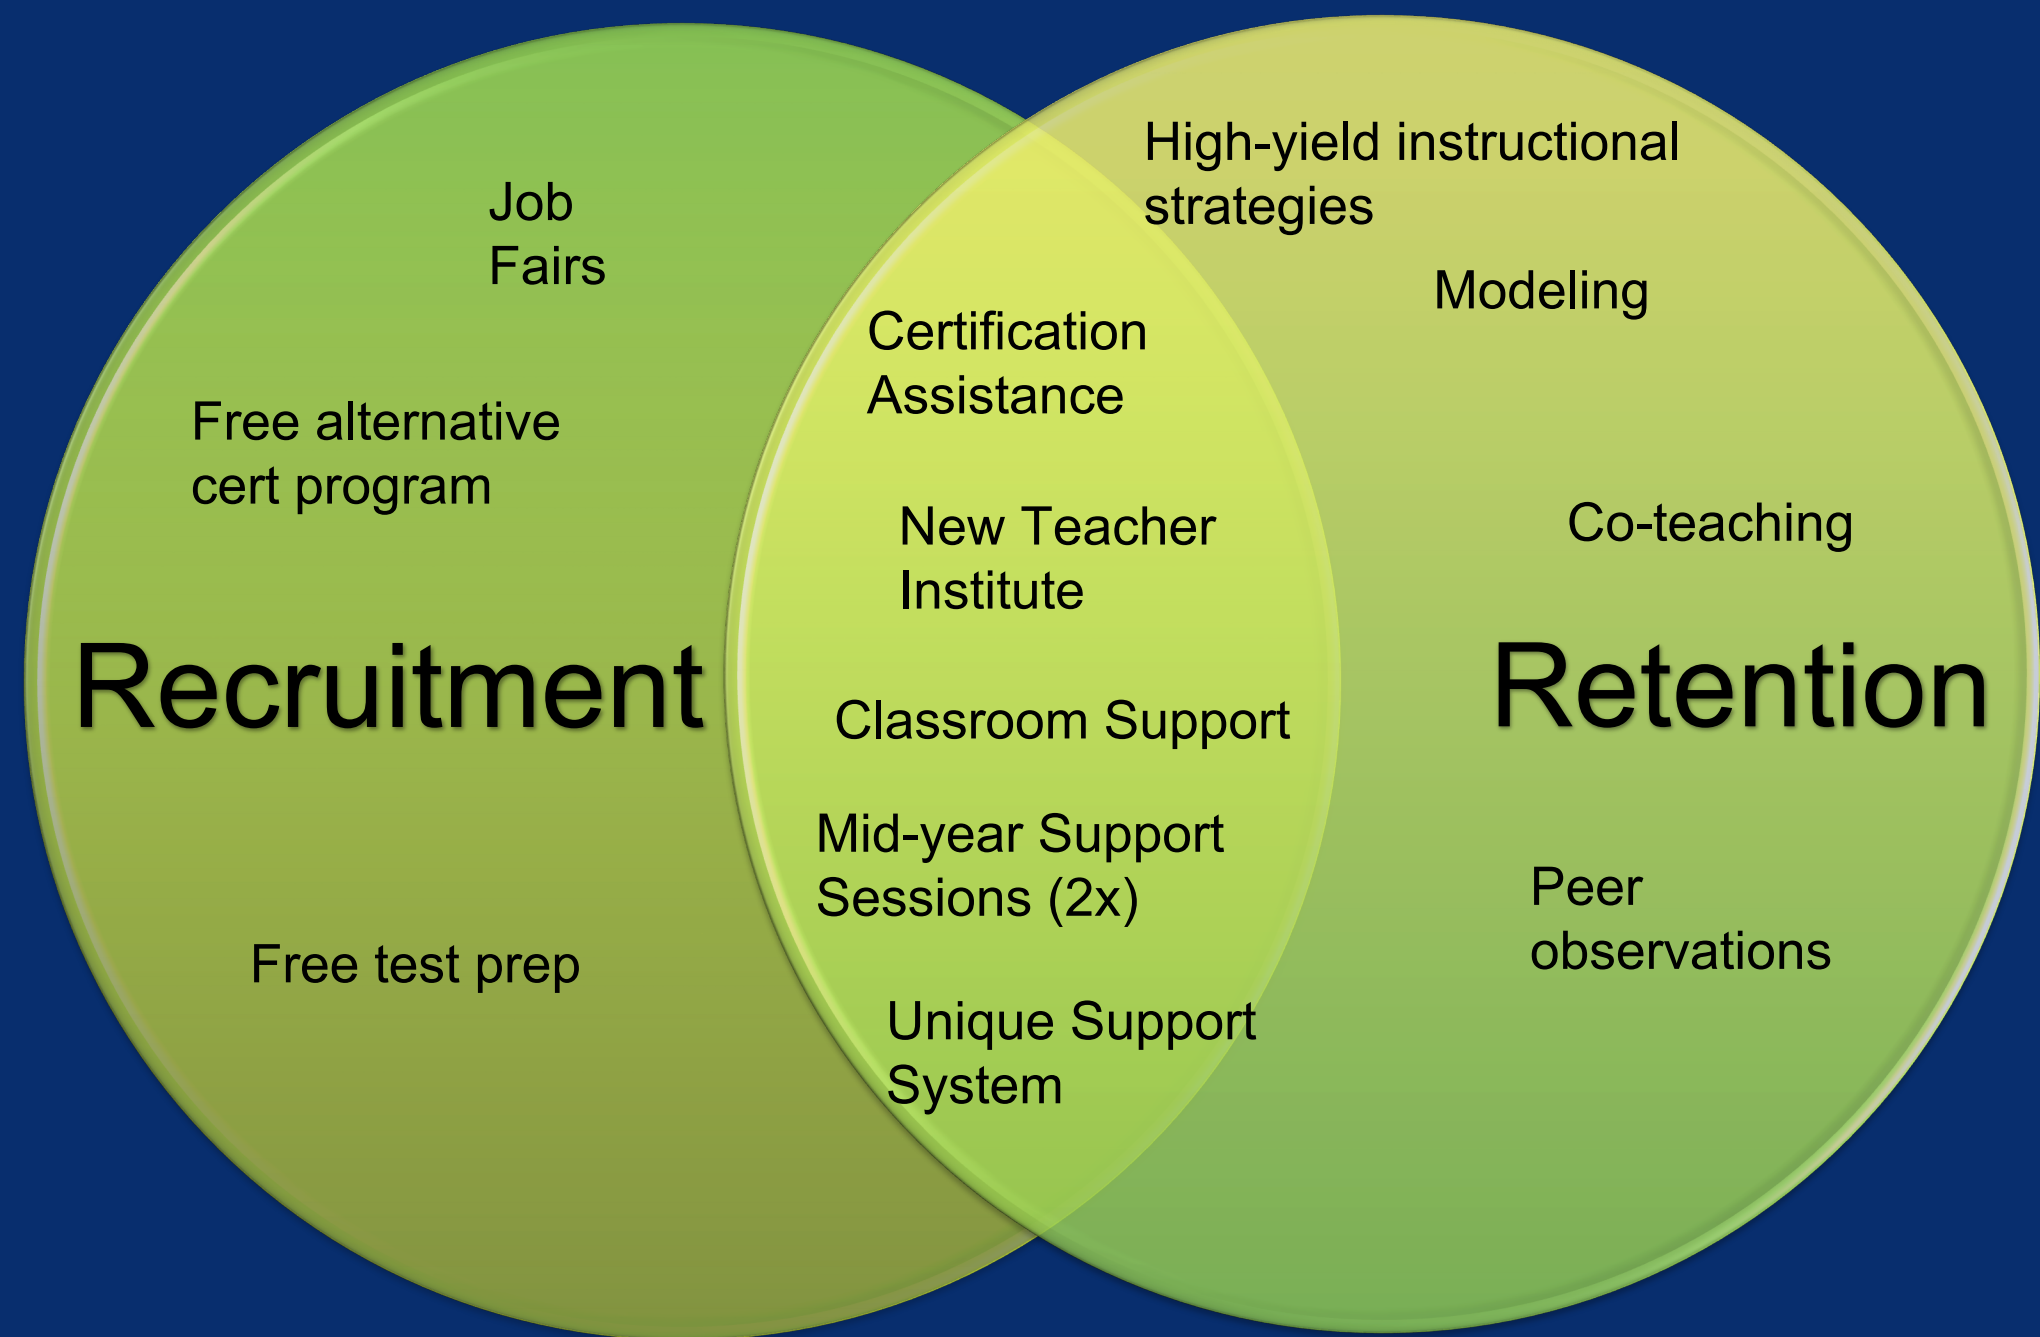 Job
Fairs
Free alternative
cert program
Recruitment
Free test prep
Certification
Assistance
New Teacher
Institute
Classroom Support
Mid-year Support
Sessions (2x)
Unique Support
System
High-yield instructional
strategies
Modeling
Co-teaching
Retention
Peer
observations